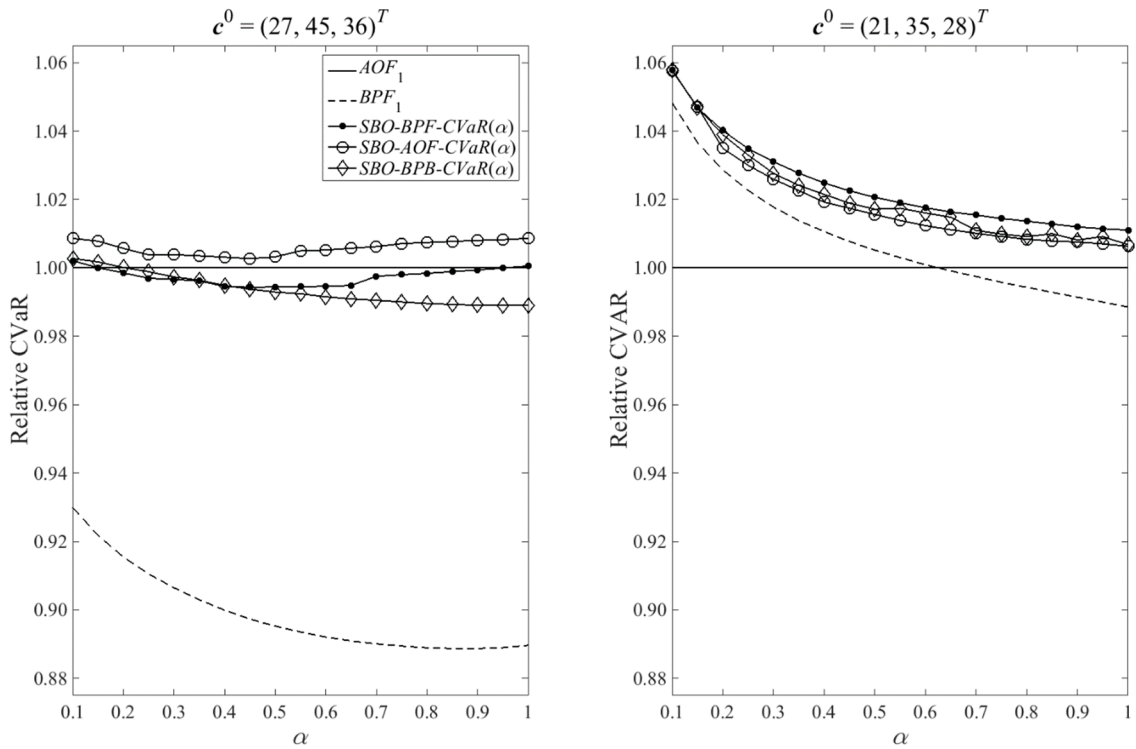 c⁰ = (27, 45, 36)ᵀ
1.06
1.04
1.02
1.00
0.98
0.96
0.94
0.92
0.90
0.88
Relative CVaR
AOF₁
BPF₁
SBO-BPF-CVaR(α)
SBO-AOF-CVaR(α)
SBO-BPB-CVaR(α)
0.1 0.2 0.3 0.4 0.5 0.6 0.7 0.8 0.9 1
α
c⁰ = (21, 35, 28)ᵀ
1.06
1.04
1.02
1.00
0.98
0.96
0.94
0.92
0.90
0.88
Relative CVAR
0.1 0.2 0.3 0.4 0.5 0.6 0.7 0.8 0.9 1
α